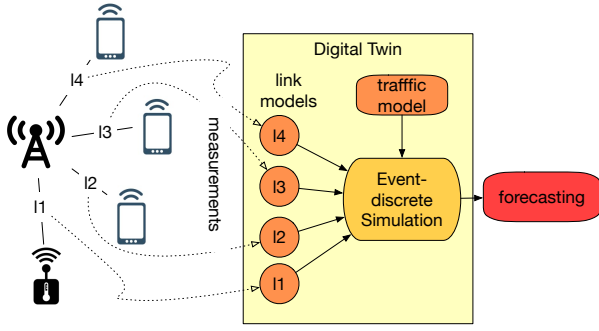 Digital Twin
link
models
trafffic
model
l4
l3
l2
l1
measurements
l4
l3
l2
l1
Event-
discrete
Simulation
forecasting